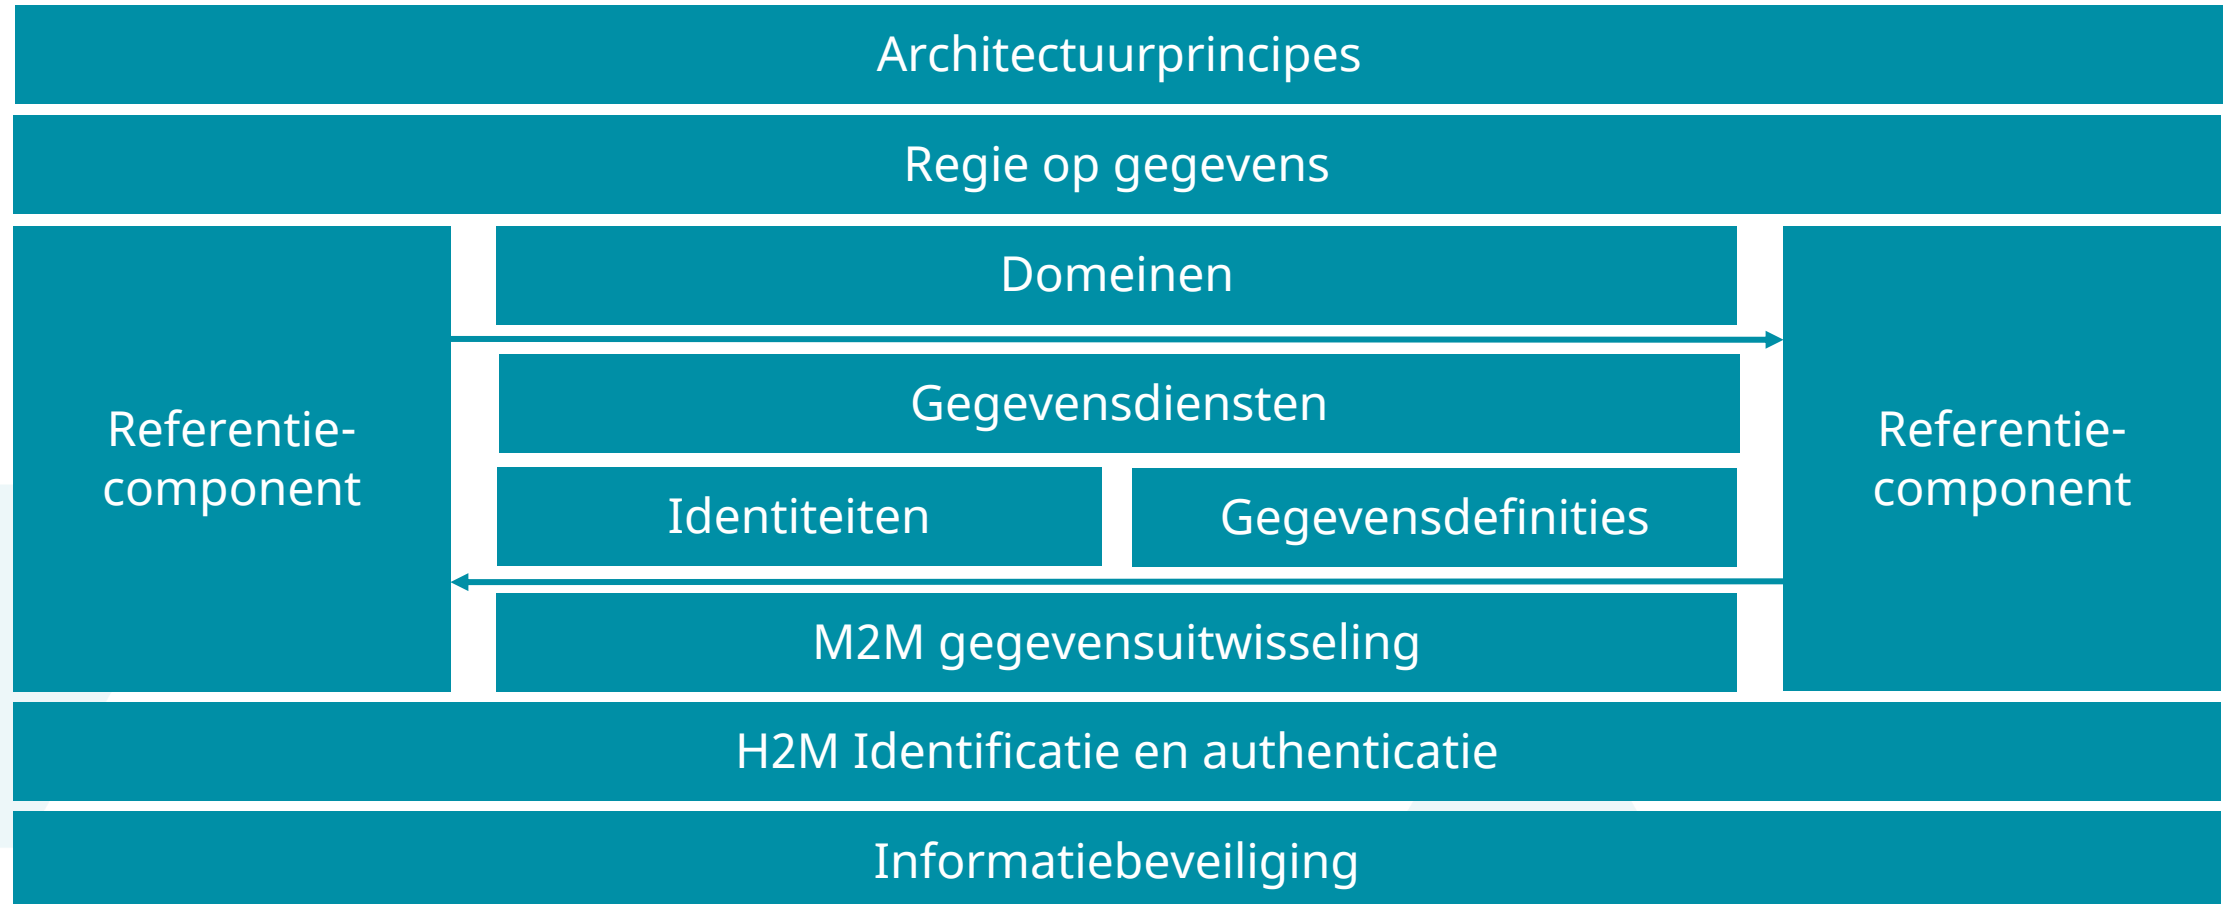 Architectuurprincipes
Regie op gegevens
Referentie-
component
Domeinen
Gegevensdiensten
Identiteiten
Gegevensdefinities
M2M gegevensuitwisseling
Referentie-
component
H2M Identificatie en authenticatie
Informatiebeveiliging